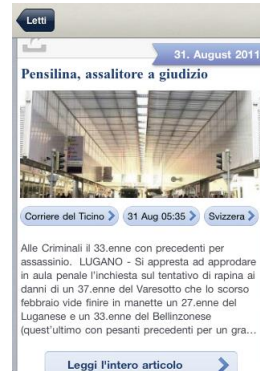 Letti
31. August 2011
Pensilina, assalitore a giudizio
Corriere del Ticino
31 Aug 05:35
Svizzera
Alle Criminali il 33.enne con precedenti per
assassinio. LUGANO - Si appresta ad approdare
in aula penale l'inchiesta sul tentativo di rapina ai
danni di un 37.enne del Varesotto che lo scorso
febbraio vide finire in manette un 27.enne del
Luganese e un 33.enne del Bellinzonese
(quest'ultimo con pesanti precedenti per un gra...
Leggi l'intero articolo